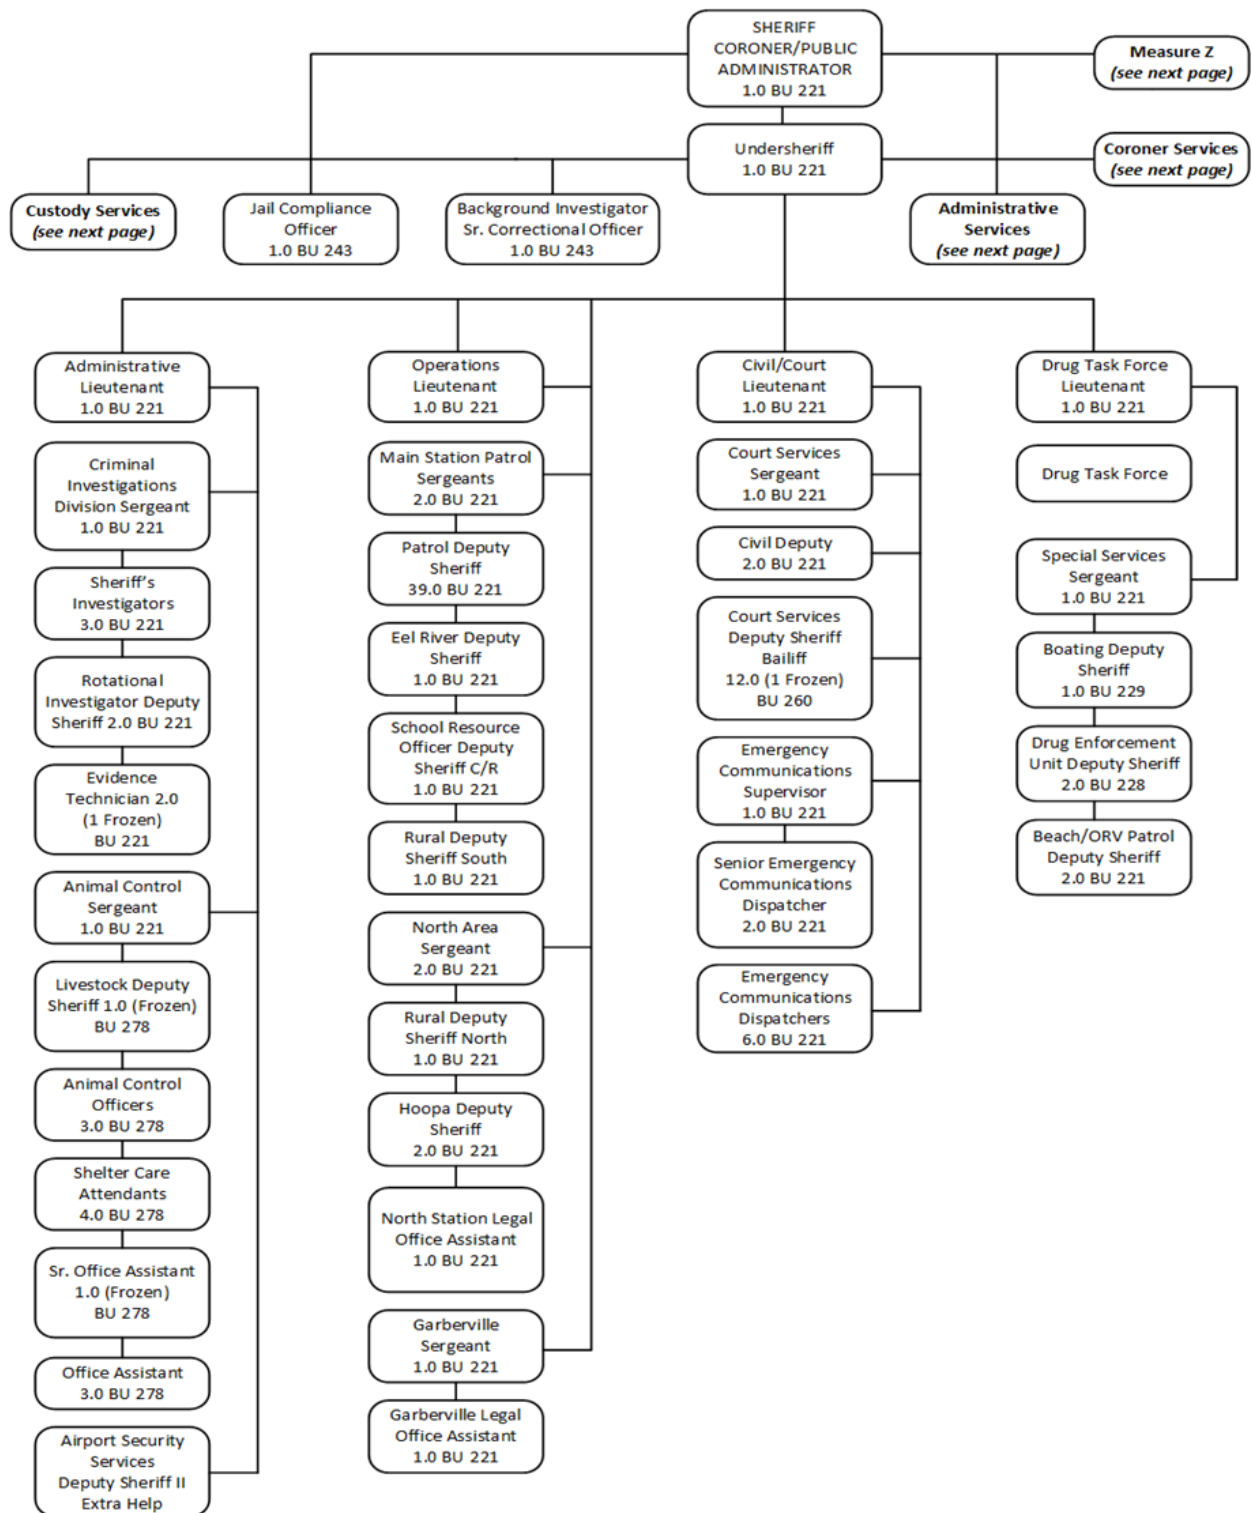 SHERIFF
CORONER/PUBLIC
ADMINISTRATOR
1.0 BU 221
Measure Z
(see next page)
Undersheriff
1.0 BU 221
Coroner Services
(see next page)
Custody Services
(see next page)
Jail Compliance
Officer
1.0 BU 243
Background Investigator
Sr. Correctional Officer
1.0 BU 243
Administrative
Services
(see next page)
Administrative
Lieutenant
1.0 BU 221
Criminal
Investigations
Division Sergeant
1.0 BU 221
Sheriff's
Investigators
3.0 BU 221
Rotational
Investigator Deputy
Sheriff 2.0 BU 221
Evidence
Technician 2.0
(1 Frozen)
BU 221
Animal Control
Sergeant
1.0 BU 221
Livestock Deputy
Sheriff 1.0 (Frozen)
BU 278
Animal Control
Officers
3.0 BU 278
Shelter Care
Attendants
4.0 BU 278
Sr. Office Assistant
1.0 (Frozen)
BU 278
Office Assistant
3.0 BU 278
Airport Security
Services
Deputy Sheriff II
Extra Help
Operations
Lieutenant
1.0 BU 221
Main Station Patrol
Sergeants
2.0 BU 221
Patrol Deputy
Sheriff
39.0 BU 221
Eel River Deputy
Sheriff
1.0 BU 221
School Resource
Officer Deputy
Sheriff C/R
1.0 BU 221
Rural Deputy
Sheriff South
1.0 BU 221
North Area
Sergeant
2.0 BU 221
Rural Deputy
Sheriff North
1.0 BU 221
Hoopa Deputy
Sheriff
2.0 BU 221
North Station Legal
Office Assistant
1.0 BU 221
Garberville
Sergeant
1.0 BU 221
Garberville Legal
Office Assistant
1.0 BU 221
Civil/Court
Lieutenant
1.0 BU 221
Court Services
Sergeant
1.0 BU 221
Civil Deputy
2.0 BU 221
Court Services
Deputy Sheriff
Bailiff
12.0 (1 Frozen)
BU 260
Emergency
Communications
Supervisor
1.0 BU 221
Senior Emergency
Communications
Dispatcher
2.0 BU 221
Emergency
Communications
Dispatchers
6.0 BU 221
Drug Task Force
Lieutenant
1.0 BU 221
Drug Task Force
Special Services
Sergeant
1.0 BU 221
Boating Deputy
Sheriff
1.0 BU 229
Drug Enforcement
Unit Deputy Sheriff
2.0 BU 228
Beach/ORV Patrol
Deputy Sheriff
2.0 BU 221